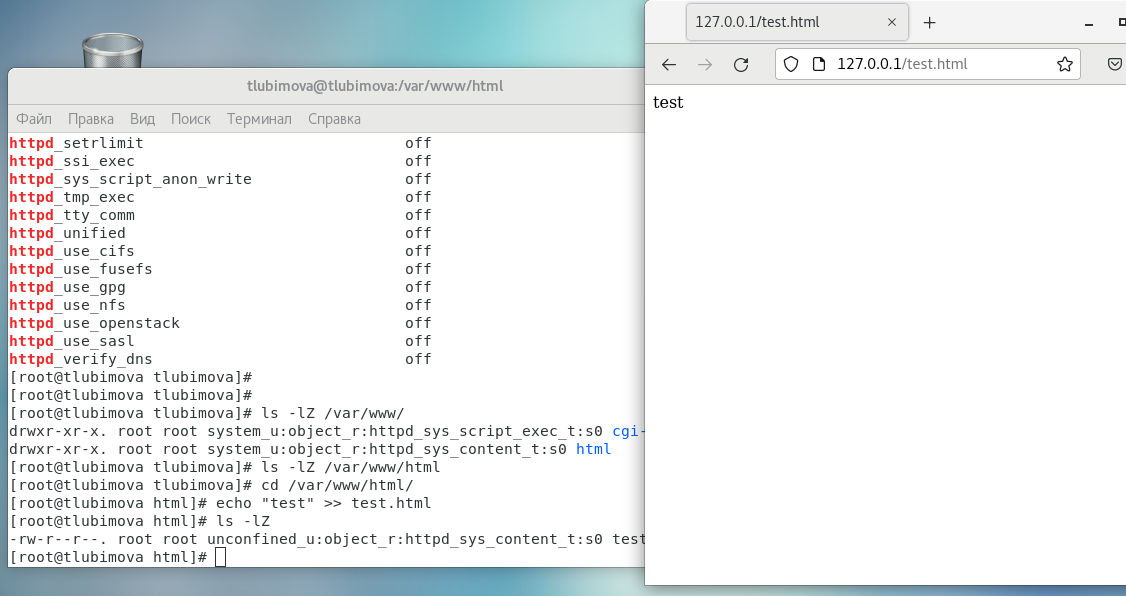 tlubimova@tlubimova:/var/www/html
Файл Правка Вид Поиск Терминал Справка
httpd_setrlimit off
httpd_ssi_exec off
httpd_sys_script_anon_write off
httpd_tmp_exec off
httpd_tty_comm off
httpd_unified off
httpd_use_cifs off
httpd_use_fusefs off
httpd_use_gpg off
httpd_use_nfs off
httpd_use_openstack off
httpd_use_sasl off
httpd_verify_dns off
[root@tlubimova tlubimova]#
[root@tlubimova tlubimova]#
[root@tlubimova tlubimova]# ls -lZ /var/www/
drwxr-xr-x. root root system_u:object_r:httpd_sys_script_exec_t:s0 cgi-
drwxr-xr-x. root root system_u:object_r:httpd_sys_content_t:s0 html
[root@tlubimova tlubimova]# ls -lZ /var/www/html
[root@tlubimova tlubimova]# cd /var/www/html/
[root@tlubimova html]# echo "test" >> test.html
[root@tlubimova html]# ls -lZ
-rw-r--r--. root root unconfined_u:object_r:httpd_sys_content_t:s0 test
[root@tlubimova html]#
127.0.0.1/test.html
127.0.0.1/test.html
test